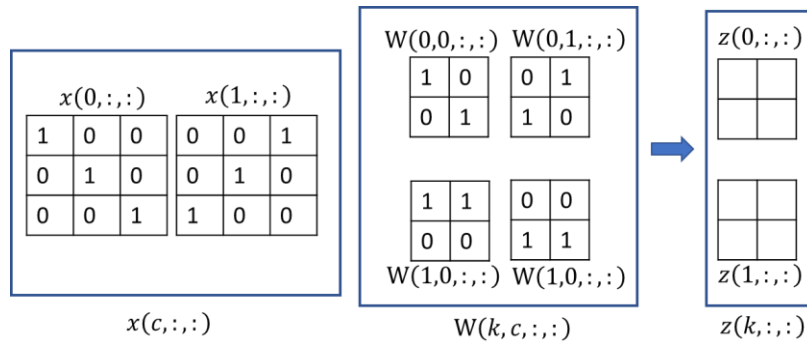 x(0,:,:) x(1,:,:)
1 0 0 0 0 1
0 1 0 0 1 0
0 0 1 1 0 0
x(c,:,:)
W(0,0,:,:) W(0,1,:,:)
1 0 0 1
0 1 1 0
1 1 0 0
0 0 1 1
W(1,0,:,:) W(1,0,:,:)
W(k,c,:,:)
z(0,:,:)
z(1,:,:)
z(k,:,:)